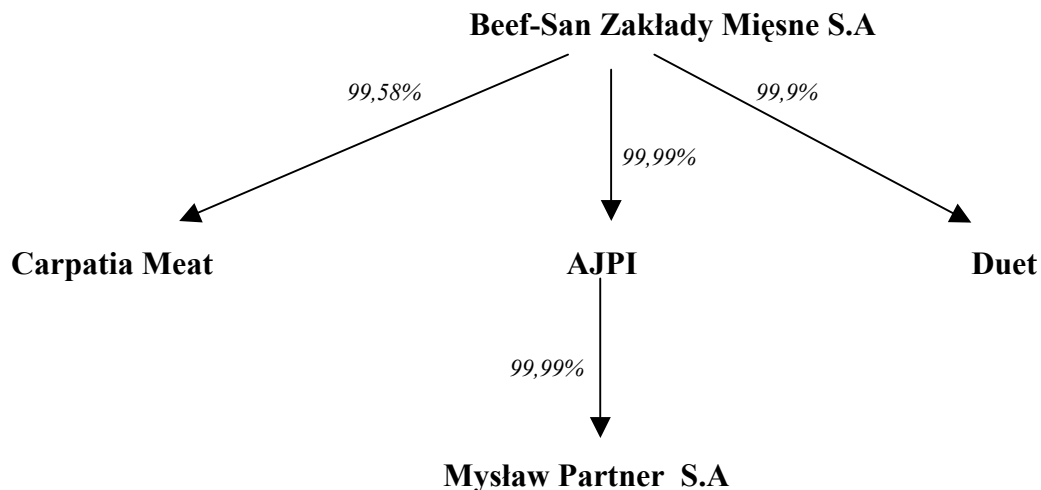 Beef-San Zakłady Mięsne S.A
99,58%
99,9%
99,99%
Carpatia Meat
AJPI
Duet
99,99%
Mysław Partner S.A